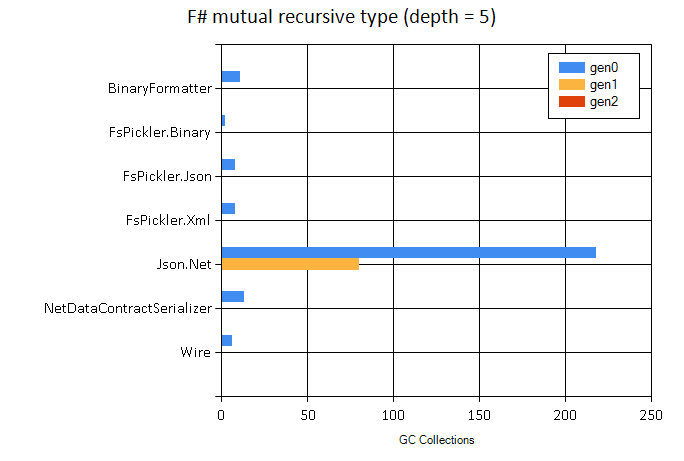 F# mutual recursive type (depth = 5)
gen0
gen1
gen2
BinaryFormatter
FsPickler.Binary
FsPickler.Json
FsPickler.Xml
Json.Net
NetDataContractSerializer
Wire
0 50 100 150 200 250
GC Collections